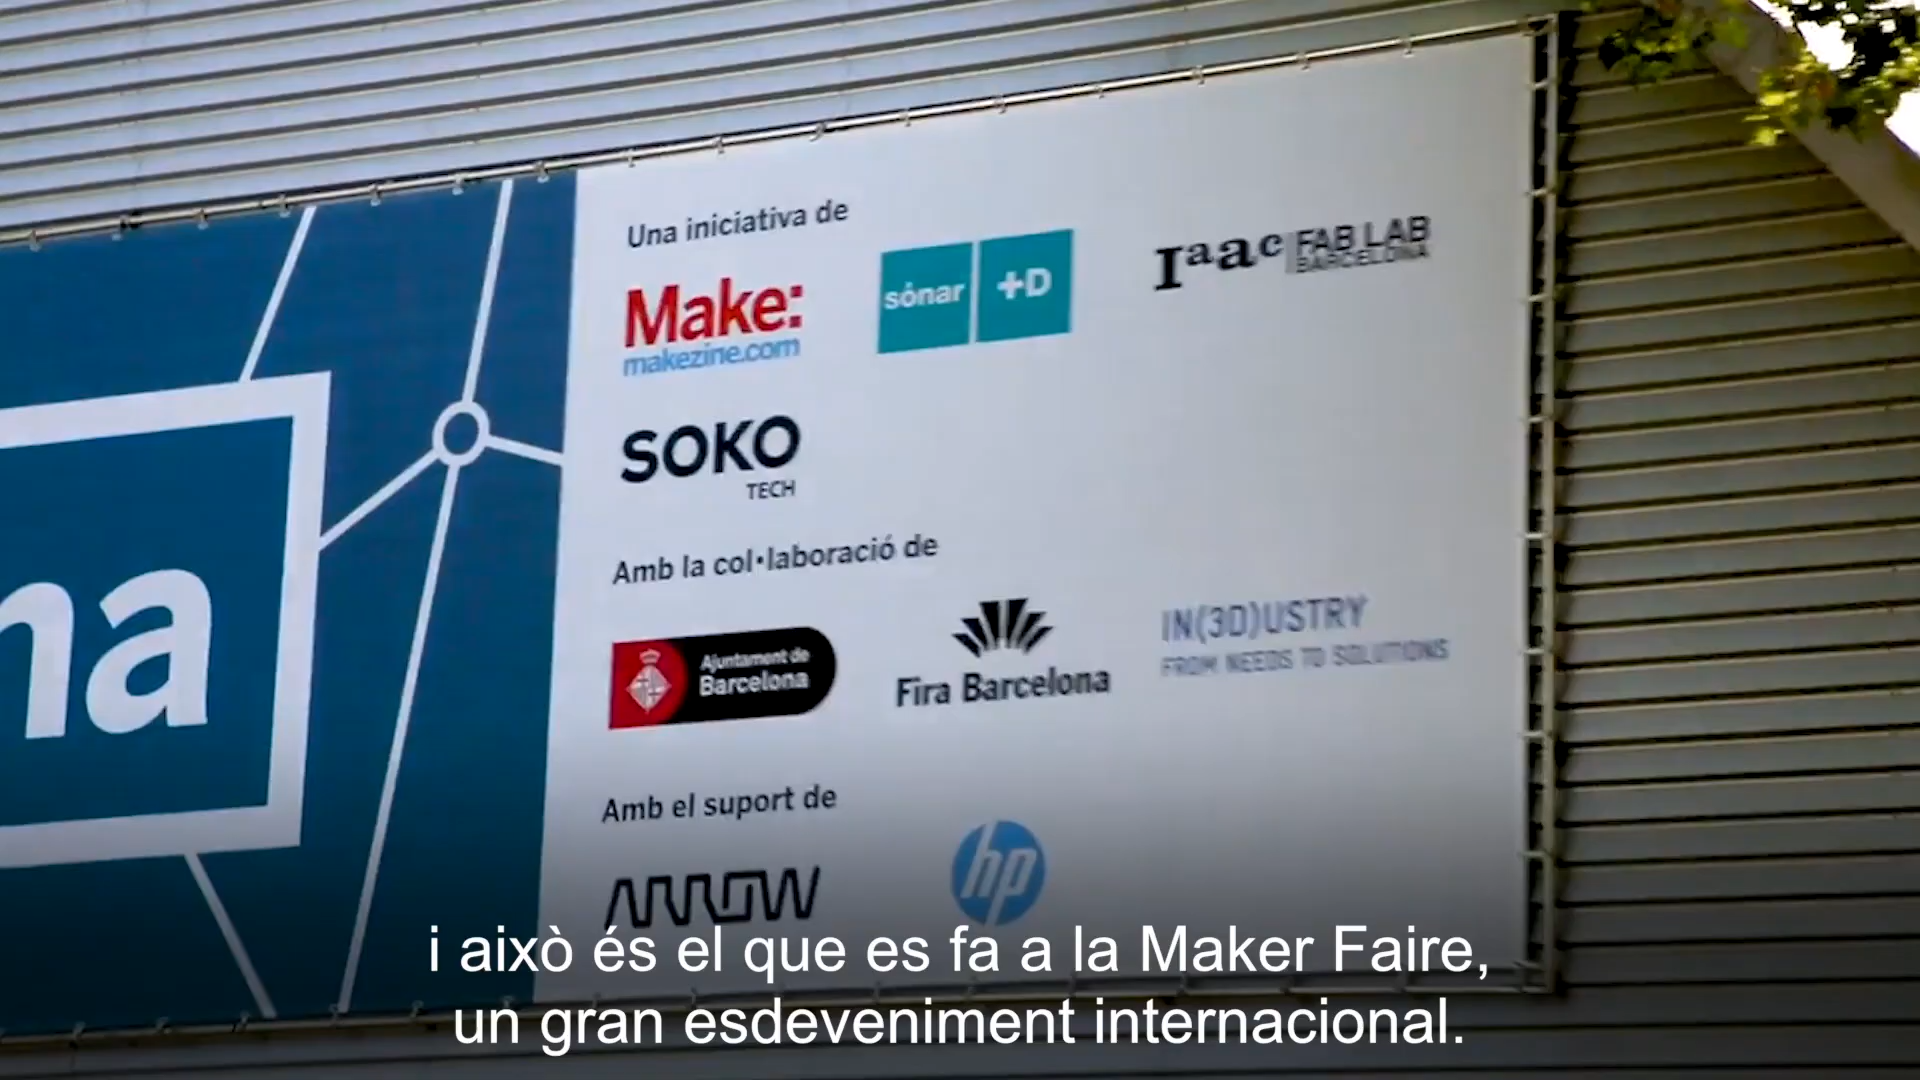 na
Una iniciativa de
Make:
makezine.com
sónar +D
Iaac FAB LAB
BARCELONA
SOKO
TECH
Amb la col·laboració de
Ajuntament de
Barcelona
Fira Barcelona
IN(3D)USTRY
FROM NEEDS TO SOLUTIONS
Amb el suport de
ARROW
hp
i això és el que es fa a la Maker Faire,
un gran esdeveniment internacional.